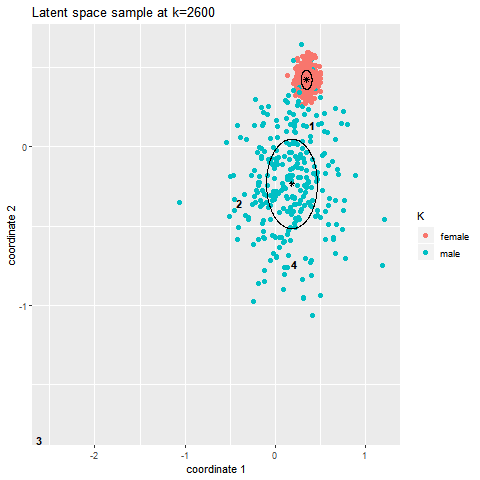 Latent space sample at k=2600
1
0
2
4
-1
3
-2
-1
0
1
coordinate 1
coordinate 2
K
female
male